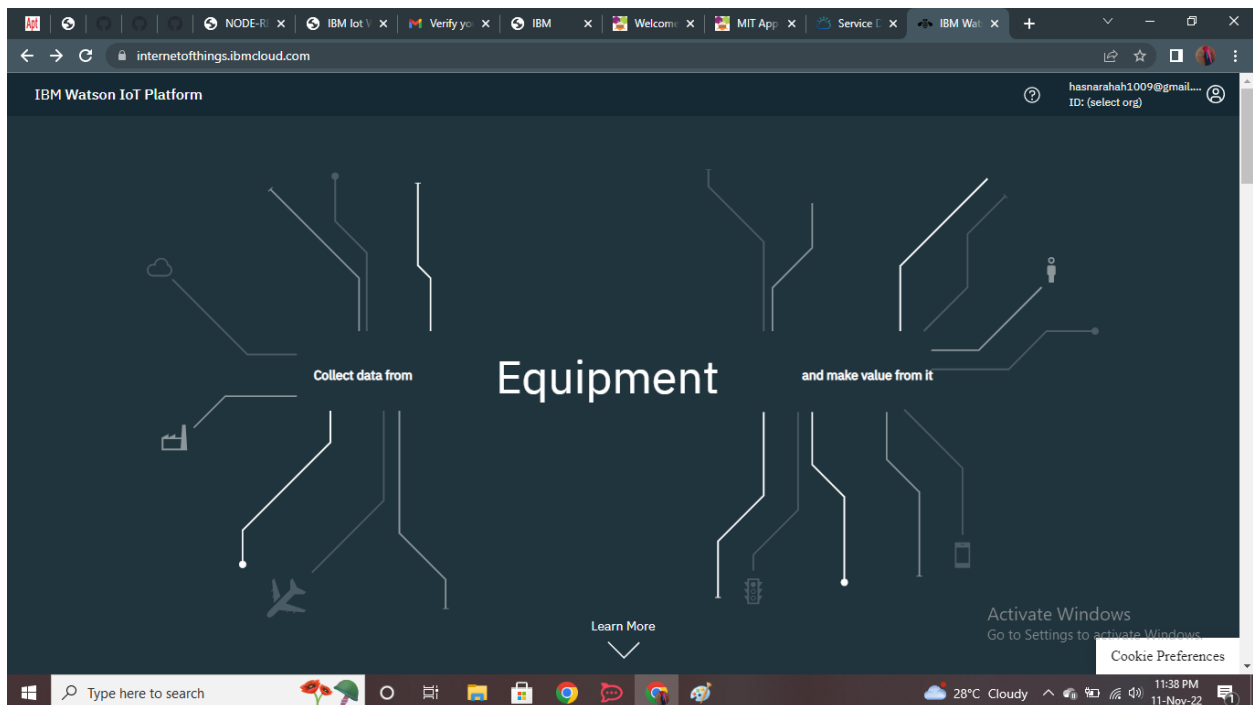 Apt
NODE-RE
IBM Iot V
Verify yo
IBM
Welcome
MIT App
Service D
IBM Wat
internetofthings.ibmcloud.com
IBM Watson IoT Platform
hasnarahah1009@gmail....
ID: (select org)
Collect data from
Equipment
and make value from it
Learn More
Activate Windows
Go to Settings to activate Windows.
Cookie Preferences
Type here to search
28°C Cloudy
11:38 PM
11-Nov-22
1